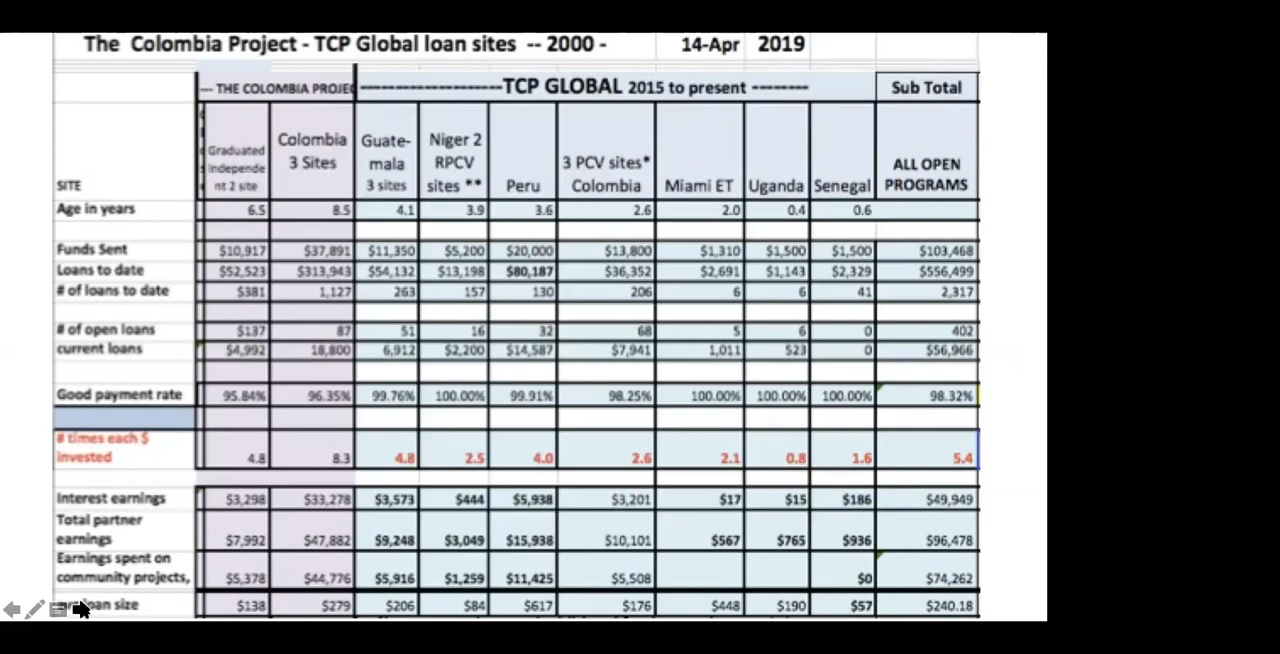 The Colombia Project - TCP Global loan sites -- 2000 - 14-Apr 2019
--- THE COLOMBIA PROJEC ---------------------TCP GLOBAL 2015 to present -------- Sub Total
SITE Graduated Independe nt 2 site Colombia 3 Sites Guate- mala 3 sites Niger 2 RPCV sites ** Peru 3 PCV sites* Colombia Miami ET Uganda Senegal ALL OPEN PROGRAMS
Age in years 6.5 8.5 4.1 3.9 3.6 2.6 2.0 0.4 0.6
Funds Sent $10,917 $37,891 $11,350 $5,200 $20,000 $13,800 $1,310 $1,500 $1,500 $103,468
Loans to date $52,523 $313,943 $54,132 $13,198 $80,187 $36,352 $2,691 $1,143 $2,329 $556,499
# of loans to date $381 1,127 263 157 130 206 6 6 41 2,317
# of open loans $137 87 51 16 32 68 5 6 0 402
current loans $4,992 18,800 6,912 $2,200 $14,587 $7,941 1,011 523 0 $56,966
Good payment rate 95.84% 96.35% 99.76% 100.00% 99.91% 98.25% 100.00% 100.00% 100.00% 98.32%
# times each $
invested 4.8 8.3 4.8 2.5 4.0 2.6 2.1 0.8 1.6 5.4
Interest earnings $3,298 $33,278 $3,573 $444 $5,938 $3,201 $17 $15 $186 $49,949
Total partner
earnings $7,992 $47,882 $9,248 $3,049 $15,938 $10,101 $567 $765 $936 $96,478
Earnings spent on
community projects, $5,378 $44,776 $5,916 $1,259 $11,425 $5,508 $0 $74,262
loan size $138 $279 $206 $84 $617 $176 $448 $190 $57 $240.18